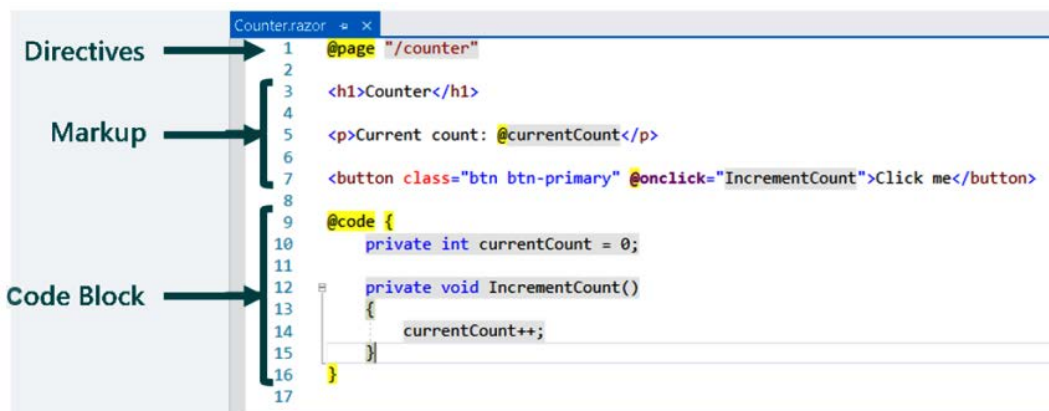 Counter.razor
Directives
1 @page "/counter"
2
3 <h1>Counter</h1>
4
Markup
5 <p>Current count: @currentCount</p>
6
7 <button class="btn btn-primary" @onclick="IncrementCount">Click me</button>
8
9 @code {
10 private int currentCount = 0;
11
Code Block
12 private void IncrementCount()
13 {
14 currentCount++;
15 }
16 }
17